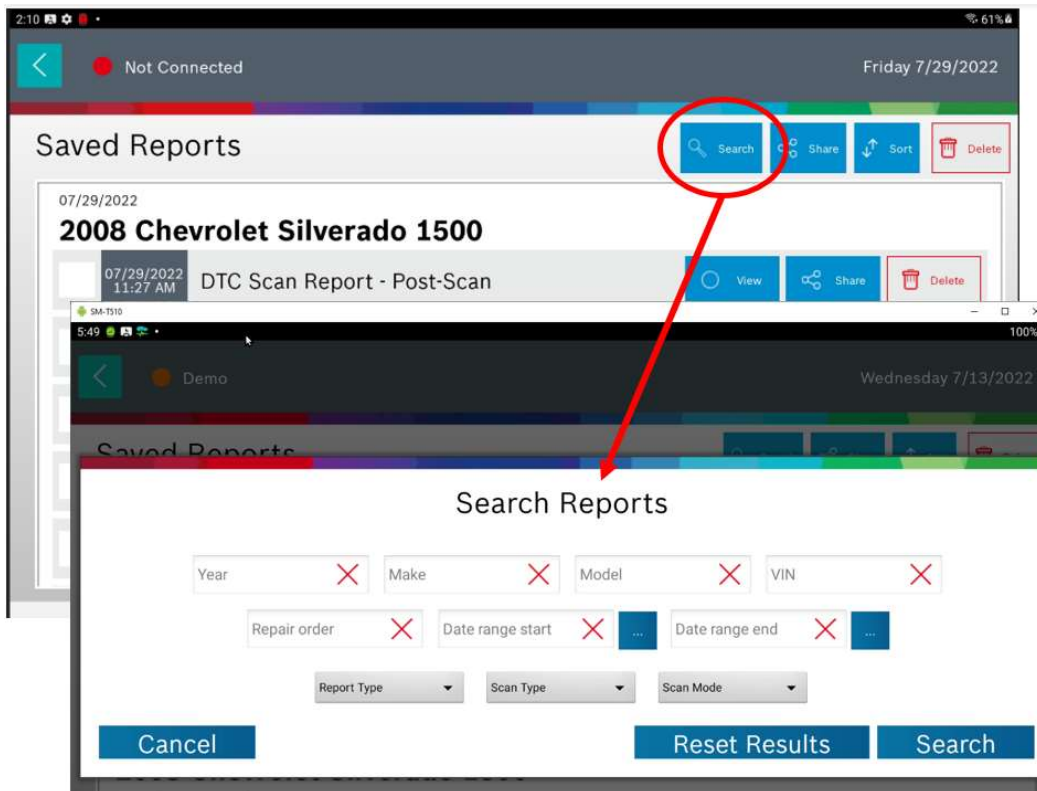 2:10
61%
Not Connected
Friday 7/29/2022
Saved Reports
Search
Share
Sort
Delete
07/29/2022
2008 Chevrolet Silverado 1500
07/29/2022
11:27 AM
DTC Scan Report - Post-Scan
View
Share
Delete
SM-T510
5:49
100%
Demo
Wednesday 7/13/2022
Saved Reports
Search Reports
Year
Make
Model
VIN
Repair order
Date range start
...
Date range end
...
Report Type
Scan Type
Scan Mode
Cancel
Reset Results
Search